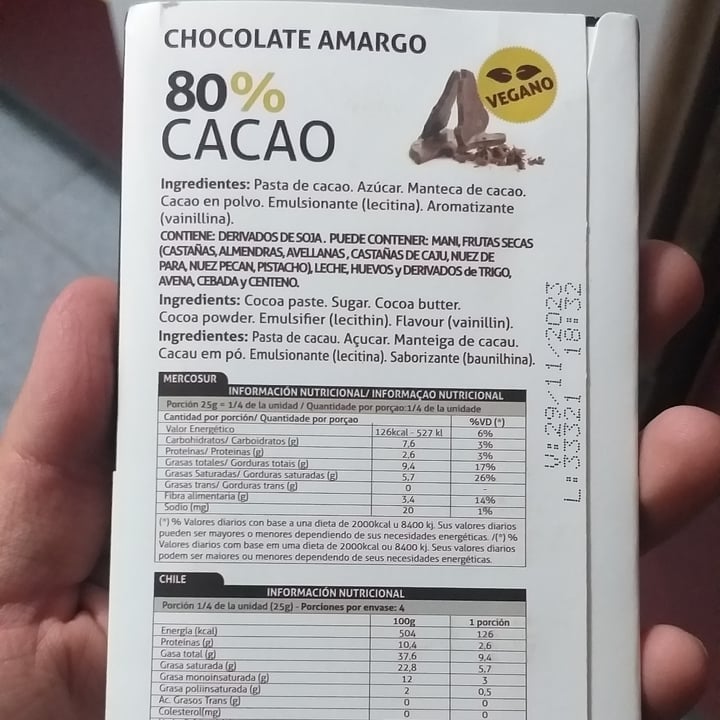 CHOCOLATE AMARGO
80%
CACAO
VEGANO
Ingredientes: Pasta de cacao. Azúcar. Manteca de cacao.
Cacao en polvo. Emulsionante (lecitina). Aromatizante
(vainillina).
CONTIENE: DERIVADOS DE SOJA. PUEDE CONTENER: MANI, FRUTAS SECAS
(CASTAÑAS, ALMENDRAS, AVELLANAS, CASTAÑAS DE CAJU, NUEZ DE
PARA, NUEZ PECAN, PISTACHO), LECHE, HUEVOS y DERIVADOS de TRIGO,
AVENA, CEBADA y CENTENO.
Ingredients: Cocoa paste. Sugar. Cocoa butter.
Cocoa powder. Emulsifier (lecithin). Flavour (vainillin).
Ingredientes: Pasta de cacau. Açucar. Manteiga de cacau.
Cacau em pó. Emulsionante (lecitina). Saborizante (baunilhina).
MERCOSUR
INFORMACIÓN NUTRICIONAL/ INFORMAÇAO NUTRICIONAL
Porción 25g = 1/4 de la unidad / Quantidade por porçao:1/4 de la unidade
Cantidad por porción/ Quantidade por porçao %VD (*)
Valor Energético 126kcal - 527 kl 6%
Carbohidratos/ Carboidratos (g) 7,6 3%
Proteínas/ Proteinas (g) 2,6 3%
Grasas totales/ Gorduras totais (g) 9,4 17%
Grasas Saturadas/ Gorduras saturadas (g) 5,7 26%
Grasas trans/ Gorduras trans (g) 0
Fibra alimentaria (g) 3,4 14%
Sodio (mg) 20 1%
(*) % Valores diarios con base a una dieta de 2000kcal u 8400 kj. Sus valores diarios
pueden ser mayores o menores dependiendo de sus necesidades energéticas. /(*) %
Valores diarios com base em uma dieta de 2000kcal ou 8400 kj. Seus valores diarios
podem ser maiores ou menores dependendo de seus necesidades energéticas.
V:29/11/2023
L:33321 18:32
CHILE
INFORMACIÓN NUTRICIONAL
Porción 1/4 de la unidad (25g) - Porciones por envase: 4
100g 1 porción
Energía (kcal) 504 126
Proteínas (g) 10,4 2,6
Gasa total (g) 37,6 9,4
Grasa saturada (g) 22,8 5,7
Grasa monoinsaturada (g) 12 3
Grasa poliinsaturada (g) 2 0,5
Ac. Grasos Trans (g) 0 0
Colesterol(mg) 0 0